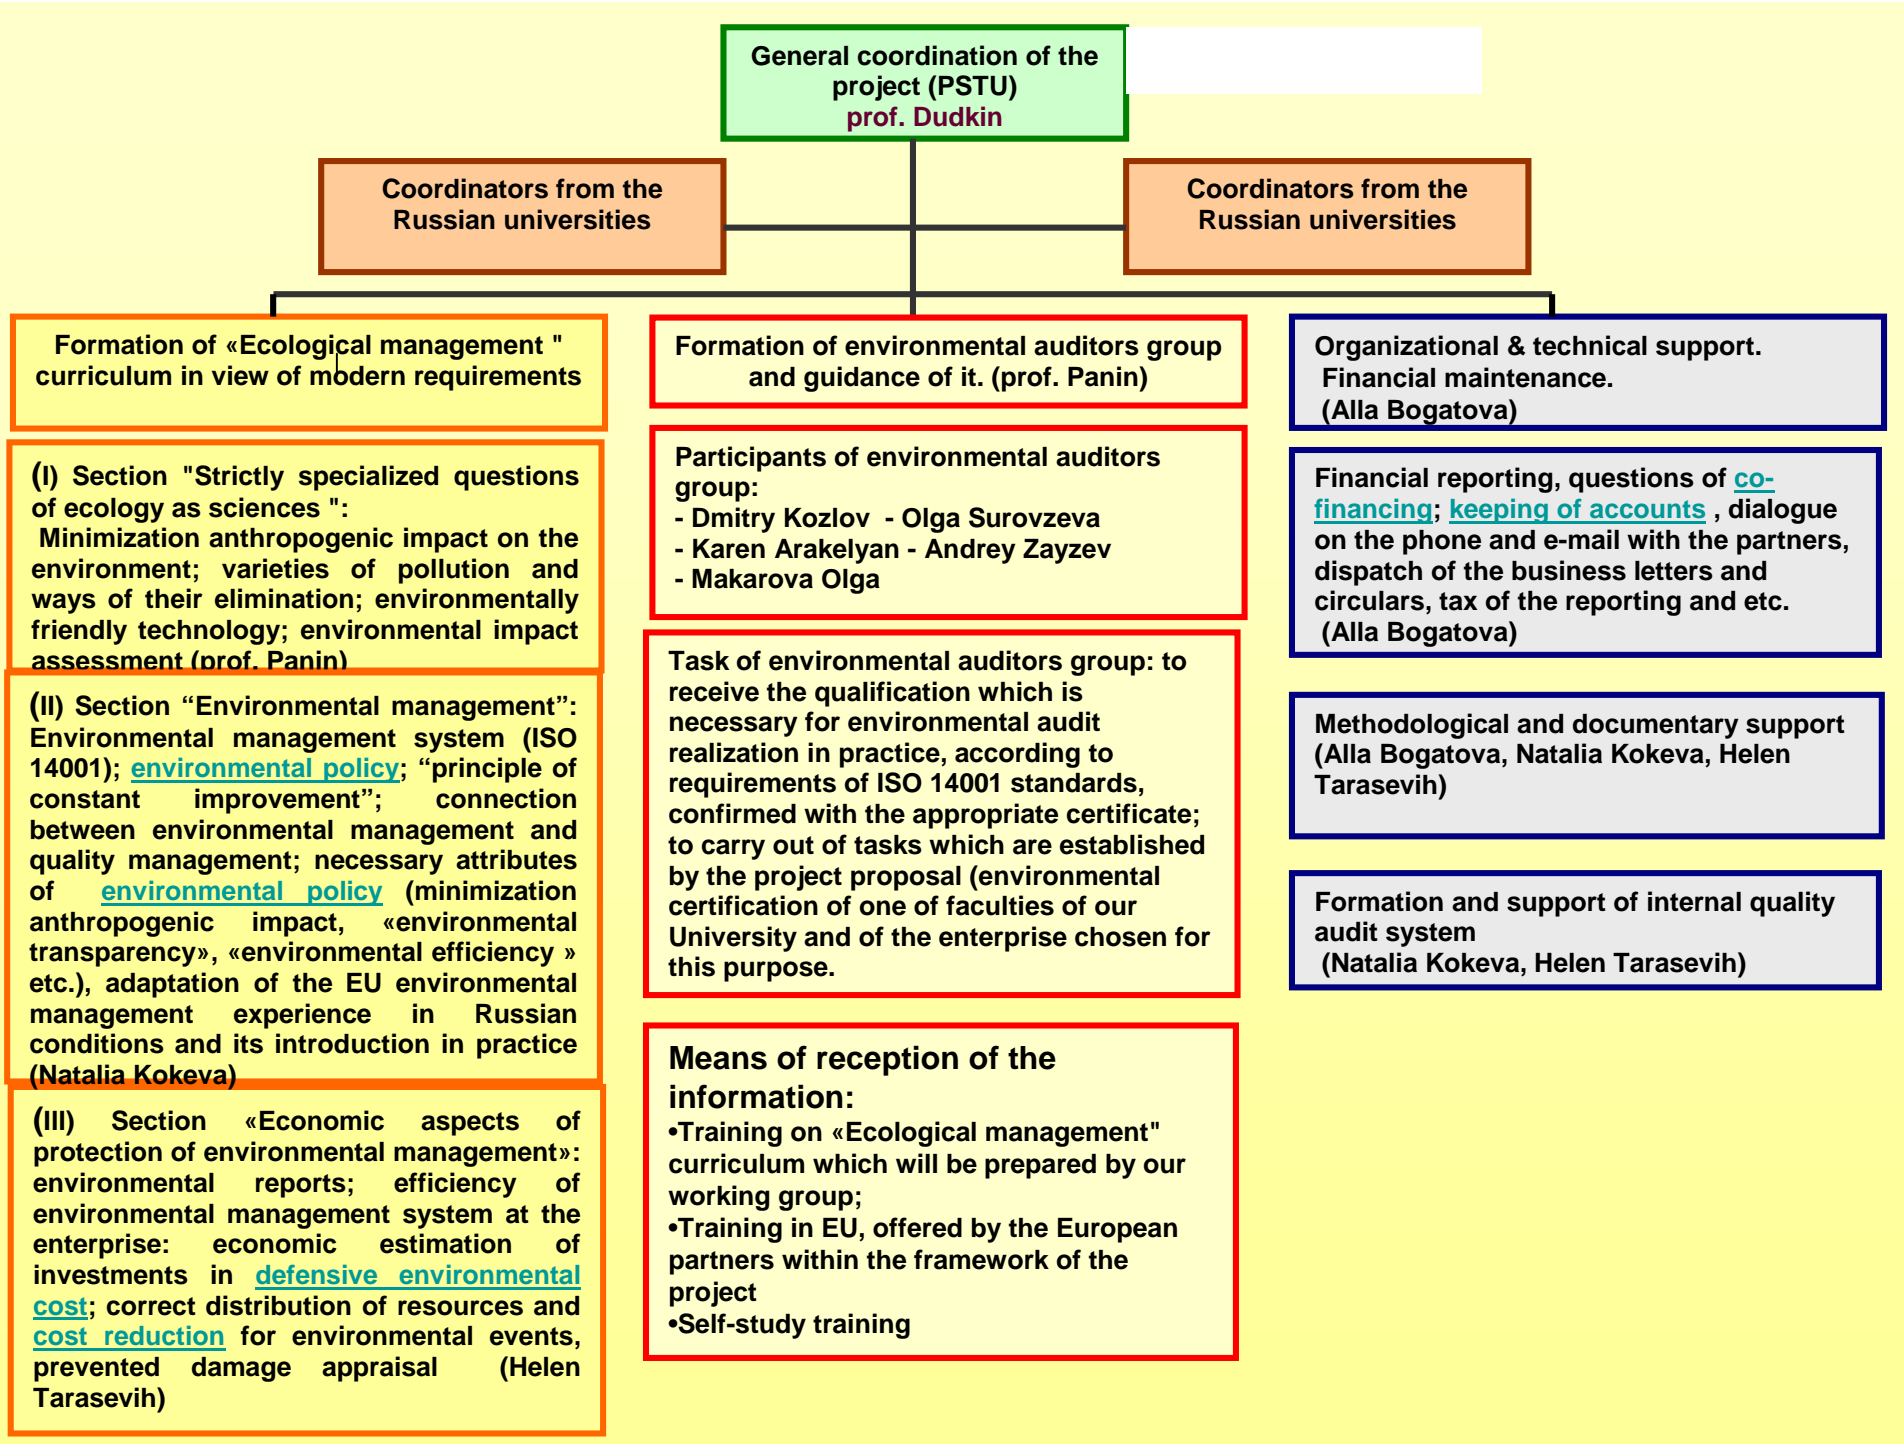 General coordination of the
project (PSTU)
prof. Dudkin
Coordinators from the
Russian universities
Coordinators from the
Russian universities
Formation of «Ecological management "
curriculum in view of modern requirements
(I) Section "Strictly specialized questions
of ecology as sciences ":
Minimization anthropogenic impact on the
environment; varieties of pollution and
ways of their elimination; environmentally
friendly technology; environmental impact
assessment (prof. Panin)
(II) Section “Environmental management”:
Environmental management system (ISO
14001); environmental policy; “principle of
constant improvement”; connection
between environmental management and
quality management; necessary attributes
of environmental policy (minimization
anthropogenic impact, «environmental
transparency», «environmental efficiency »
etc.), adaptation of the EU environmental
management experience in Russian
conditions and its introduction in practice
(Natalia Kokeva)
(III) Section «Economic aspects of
protection of environmental management»:
environmental reports; efficiency of
environmental management system at the
enterprise: economic estimation of
investments in defensive environmental
cost; correct distribution of resources and
cost reduction for environmental events,
prevented damage appraisal (Helen
Tarasevih)
Formation of environmental auditors group
and guidance of it. (prof. Panin)
Participants of environmental auditors
group:
- Dmitry Kozlov - Olga Surovzeva
- Karen Arakelyan - Andrey Zayzev
- Makarova Olga
Task of environmental auditors group: to
receive the qualification which is
necessary for environmental audit
realization in practice, according to
requirements of ISO 14001 standards,
confirmed with the appropriate certificate;
to carry out of tasks which are established
by the project proposal (environmental
certification of one of faculties of our
University and of the enterprise chosen for
this purpose.
Means of reception of the
information:
•Training on «Ecological management"
curriculum which will be prepared by our
working group;
•Training in EU, offered by the European
partners within the framework of the
project
•Self-study training
Organizational & technical support.
Financial maintenance.
(Alla Bogatova)
Financial reporting, questions of co-
financing; keeping of accounts , dialogue
on the phone and e-mail with the partners,
dispatch of the business letters and
circulars, tax of the reporting and etc.
(Alla Bogatova)
Methodological and documentary support
(Alla Bogatova, Natalia Kokeva, Helen
Tarasevih)
Formation and support of internal quality
audit system
(Natalia Kokeva, Helen Tarasevih)